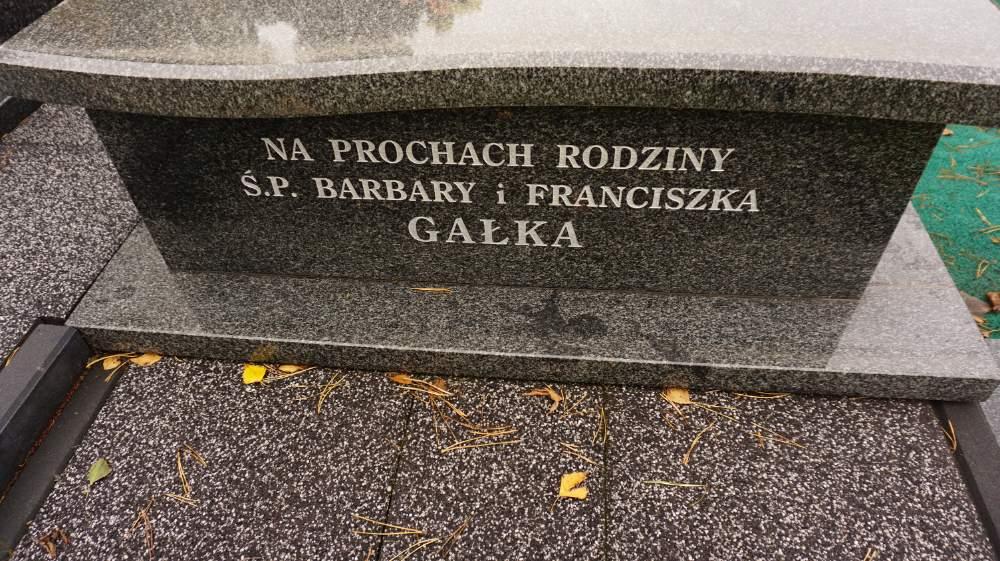 NA PROCHACH RODZINY
Ś.P. BARBARY i FRANCISZKA
GAŁKA